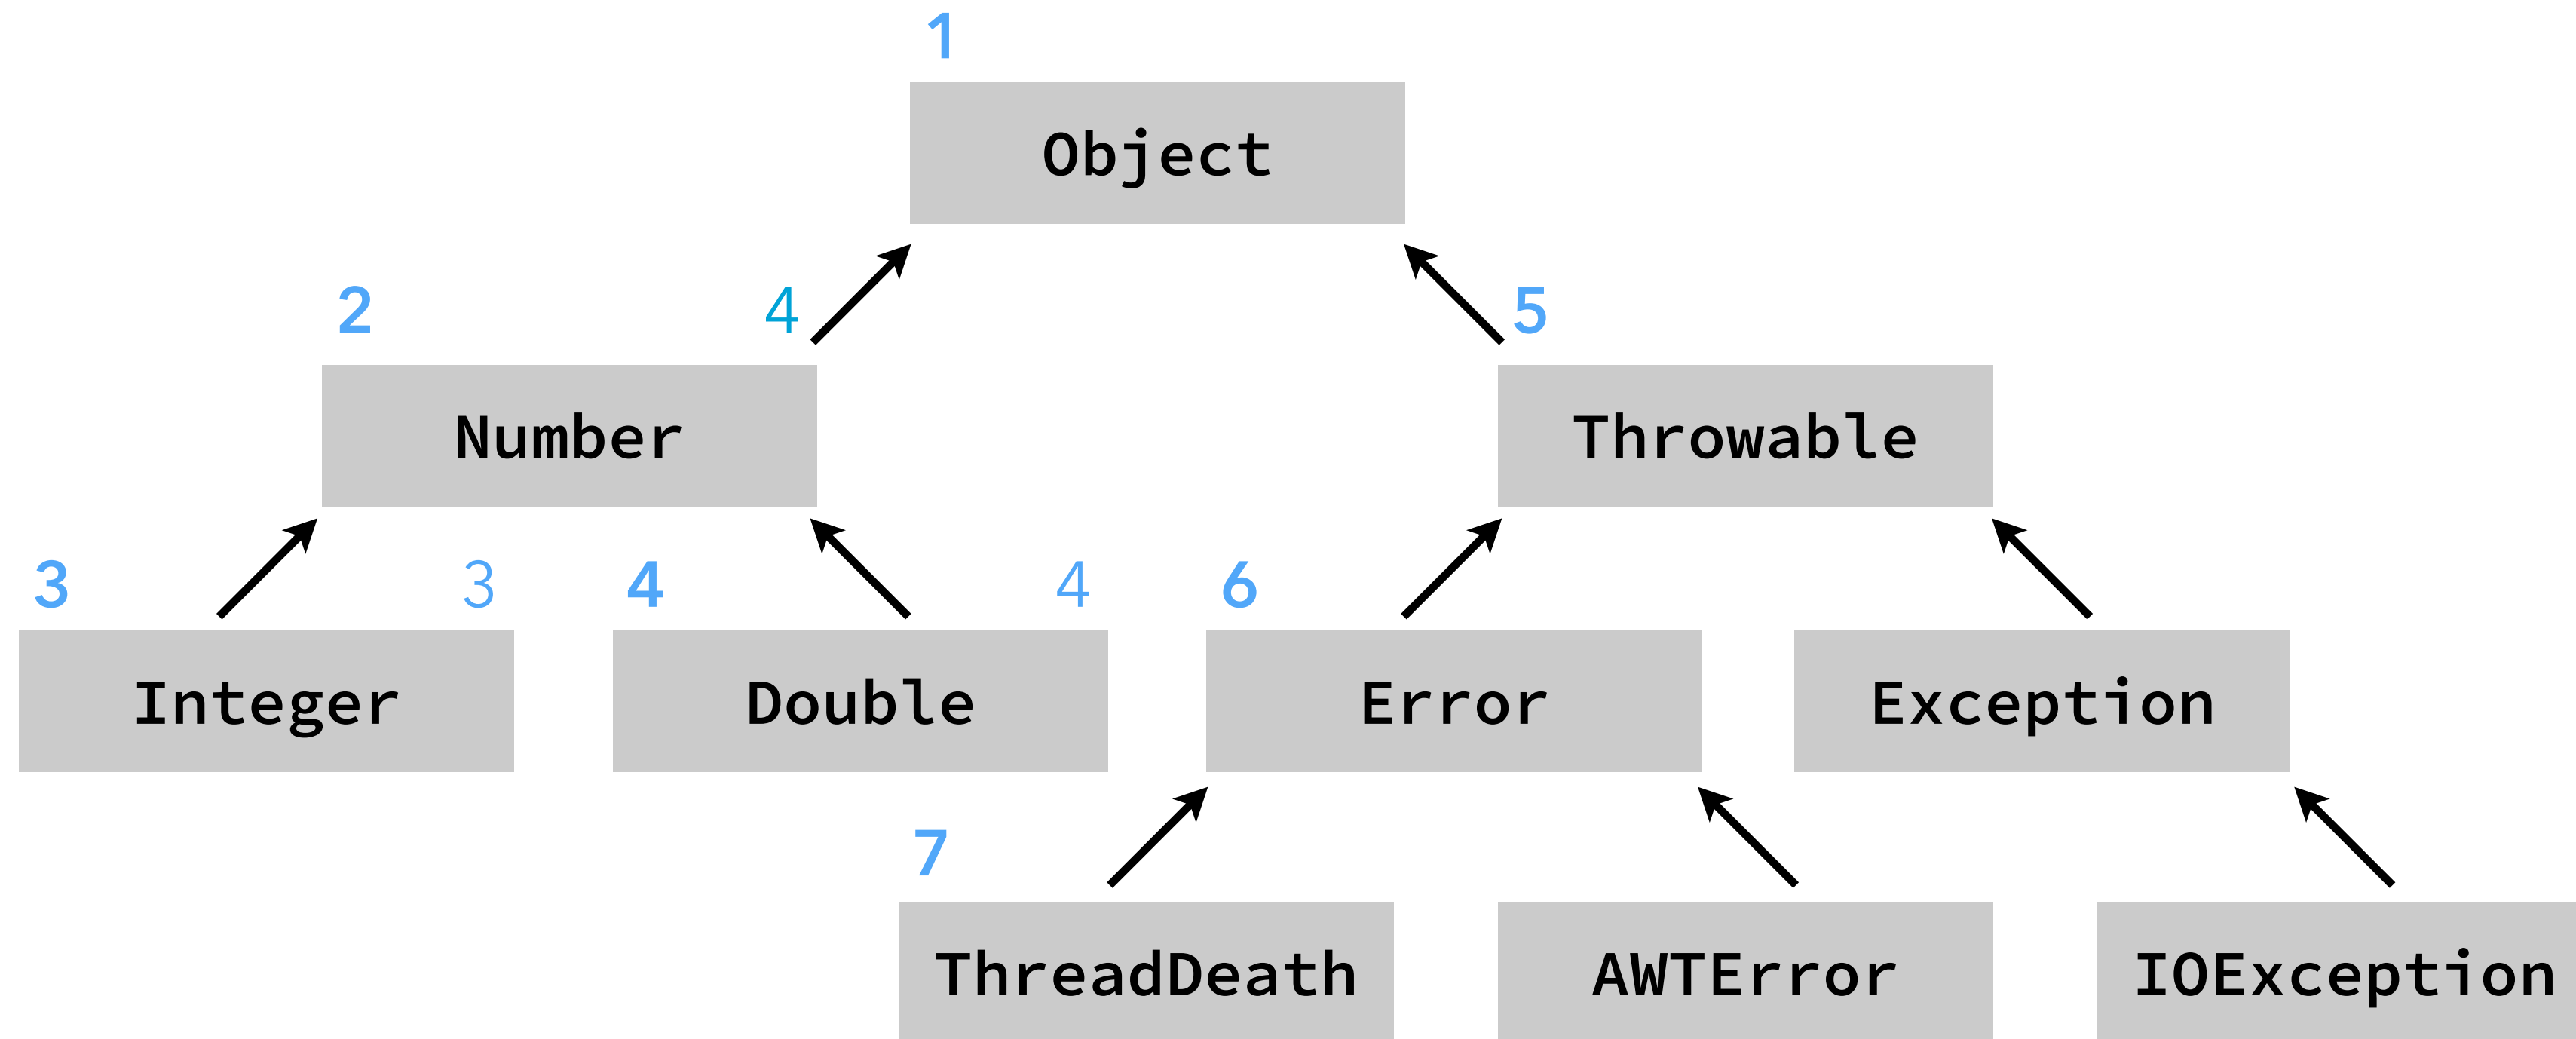 1
Object
2 4 5
Number Throwable
3 3 4 4 6
Integer Double Error Exception
7
ThreadDeath AWTError IOException